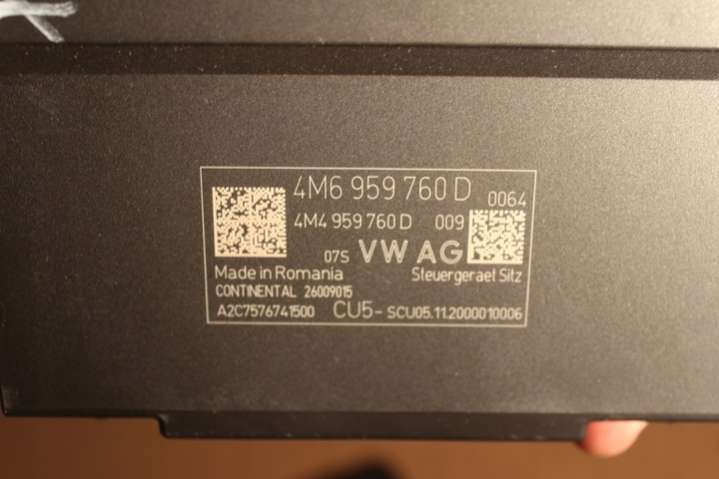 4M6 959 760 D 0064
4M4 959 760 D 009
07S VW AG
Made in Romania Steuergeraet Sitz
CONTINENTAL 26009015
A2C7576741500 CU5- SCU05.11.2000010006